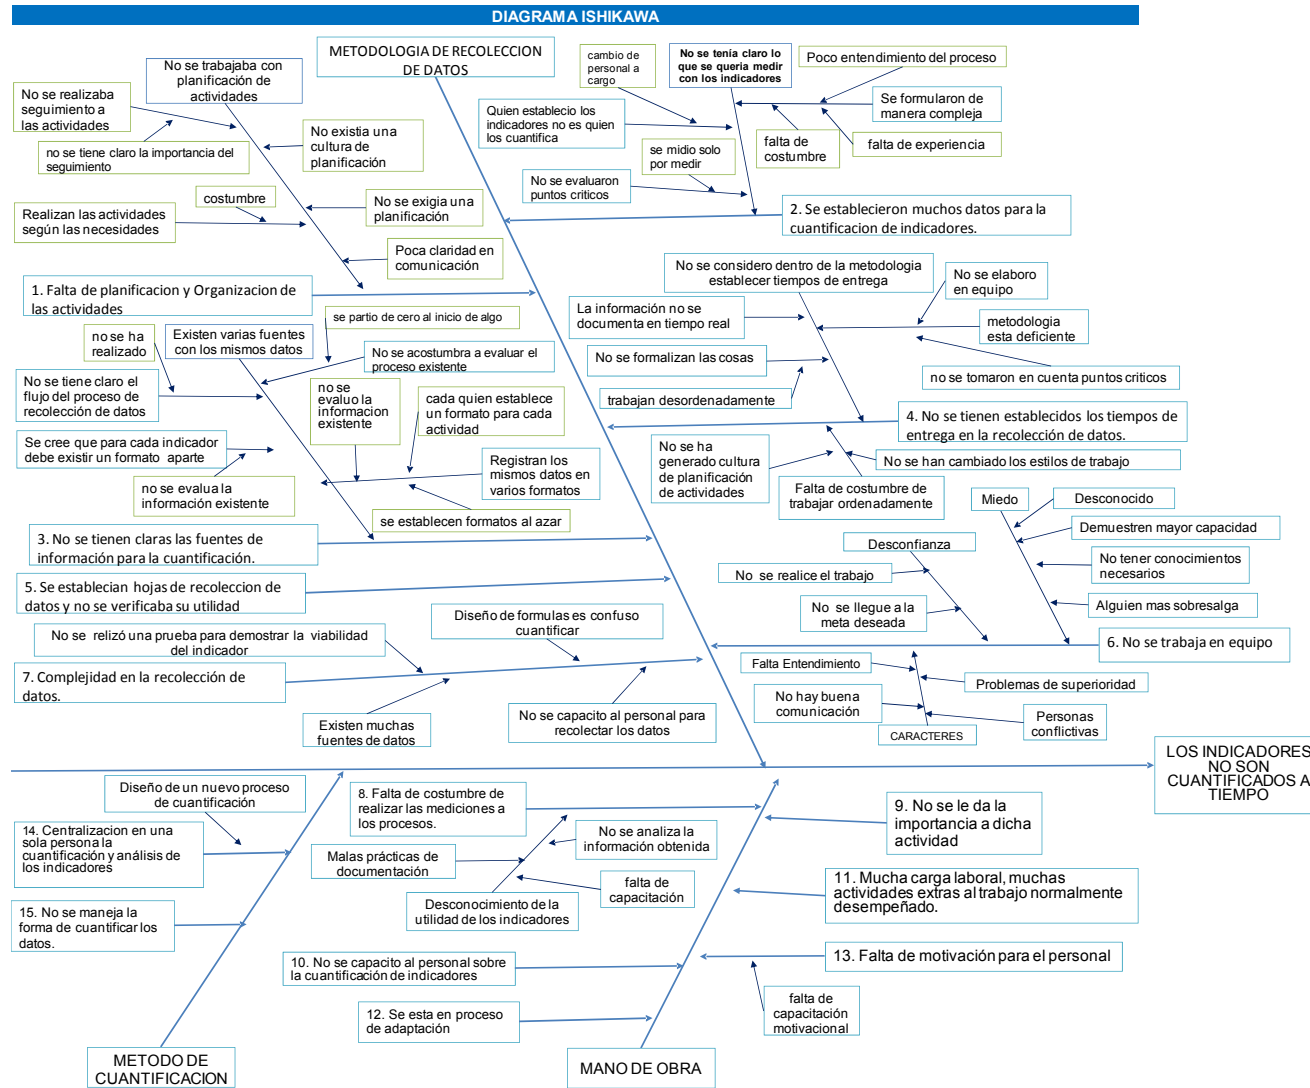 DIAGRAMA ISHIKAWA
METODOLOGIA DE RECOLECCION
DE DATOS
No se trabajaba con
planificación de
actividades
No se realizaba
seguimiento a
las actividades
no se tiene claro la importancia del
seguimiento
No existia una
cultura de
planificación
costumbre
Realizan las actividades
según las necesidades
No se exigia una
planificación
Poca claridad en
comunicación
1. Falta de planificacion y Organizacion de
las actividades
cambio de
personal a
cargo
No se tenía claro lo
que se queria medir
con los indicadores
Poco entendimiento del proceso
Se formularon de
manera compleja
Quien establecio los
indicadores no es quien
los cuantifica
falta de
costumbre
falta de experiencia
se midio solo
por medir
No se evaluaron
puntos criticos
2. Se establecieron muchos datos para la
cuantificacion de indicadores.
se partio de cero al inicio de algo
no se ha
realizado
Existen varias fuentes
con los mismos datos
No se acostumbra a evaluar el
proceso existente
No se tiene claro el
flujo del proceso de
recolección de datos
no se
evaluo la
informacion
existente
cada quien establece
un formato para cada
actividad
Se cree que para cada indicador
debe existir un formato  aparte
Registran los
mismos datos en
varios formatos
no se evalua la
información existente
se establecen formatos al azar
3. No se tienen claras las fuentes de
información para la cuantificación.
No se considero dentro de la metodologia
establecer tiempos de entrega
No se elaboro
en equipo
La información no se
documenta en tiempo real
metodologia
esta deficiente
No se formalizan las cosas
no se tomaron en cuenta puntos criticos
trabajan desordenadamente
4. No se tienen establecidos los tiempos de
entrega en la recolección de datos.
No se ha
generado cultura
de planificación
de actividades
No se han cambiado los estilos de trabajo
Falta de costumbre de
trabajar ordenadamente
5. Se establecian hojas de recoleccion de
datos y no se verificaba su utilidad
Miedo
Desconocido
Demuestren mayor capacidad
Desconfianza
No tener conocimientos
necesarios
No  se realice el trabajo
Alguien mas sobresalga
No  se llegue a la
meta deseada
6. No se trabaja en equipo
Falta Entendimiento
Problemas de superioridad
No hay buena
comunicación
Personas
conflictivas
CARACTERES
Diseño de formulas es confuso
cuantificar
No se  relizó una prueba para demostrar la viabilidad
del indicador
7. Complejidad en la recolección de
datos.
Existen muchas
fuentes de datos
No se capacito al personal para
recolectar los datos
LOS INDICADORES
NO SON
CUANTIFICADOS A
TIEMPO
Diseño de un nuevo proceso
de cuantificación
14. Centralizacion en una
sola persona la
cuantificación y análisis de
los indicadores
15. No se maneja la
forma de cuantificar los
datos.
METODO DE
CUANTIFICACION
8. Falta de costumbre de
realizar las mediciones a
los procesos.
No se analiza la
información obtenida
Malas prácticas de
documentación
falta de
capacitación
Desconocimiento de la
utilidad de los indicadores
9. No se le da la
importancia a dicha
actividad
11. Mucha carga laboral, muchas
actividades extras al trabajo normalmente
desempeñado.
10. No se capacito al personal sobre
la cuantificación de indicadores
13. Falta de motivación para el personal
12. Se esta en proceso
de adaptación
falta de
capacitación
motivacional
MANO DE OBRA